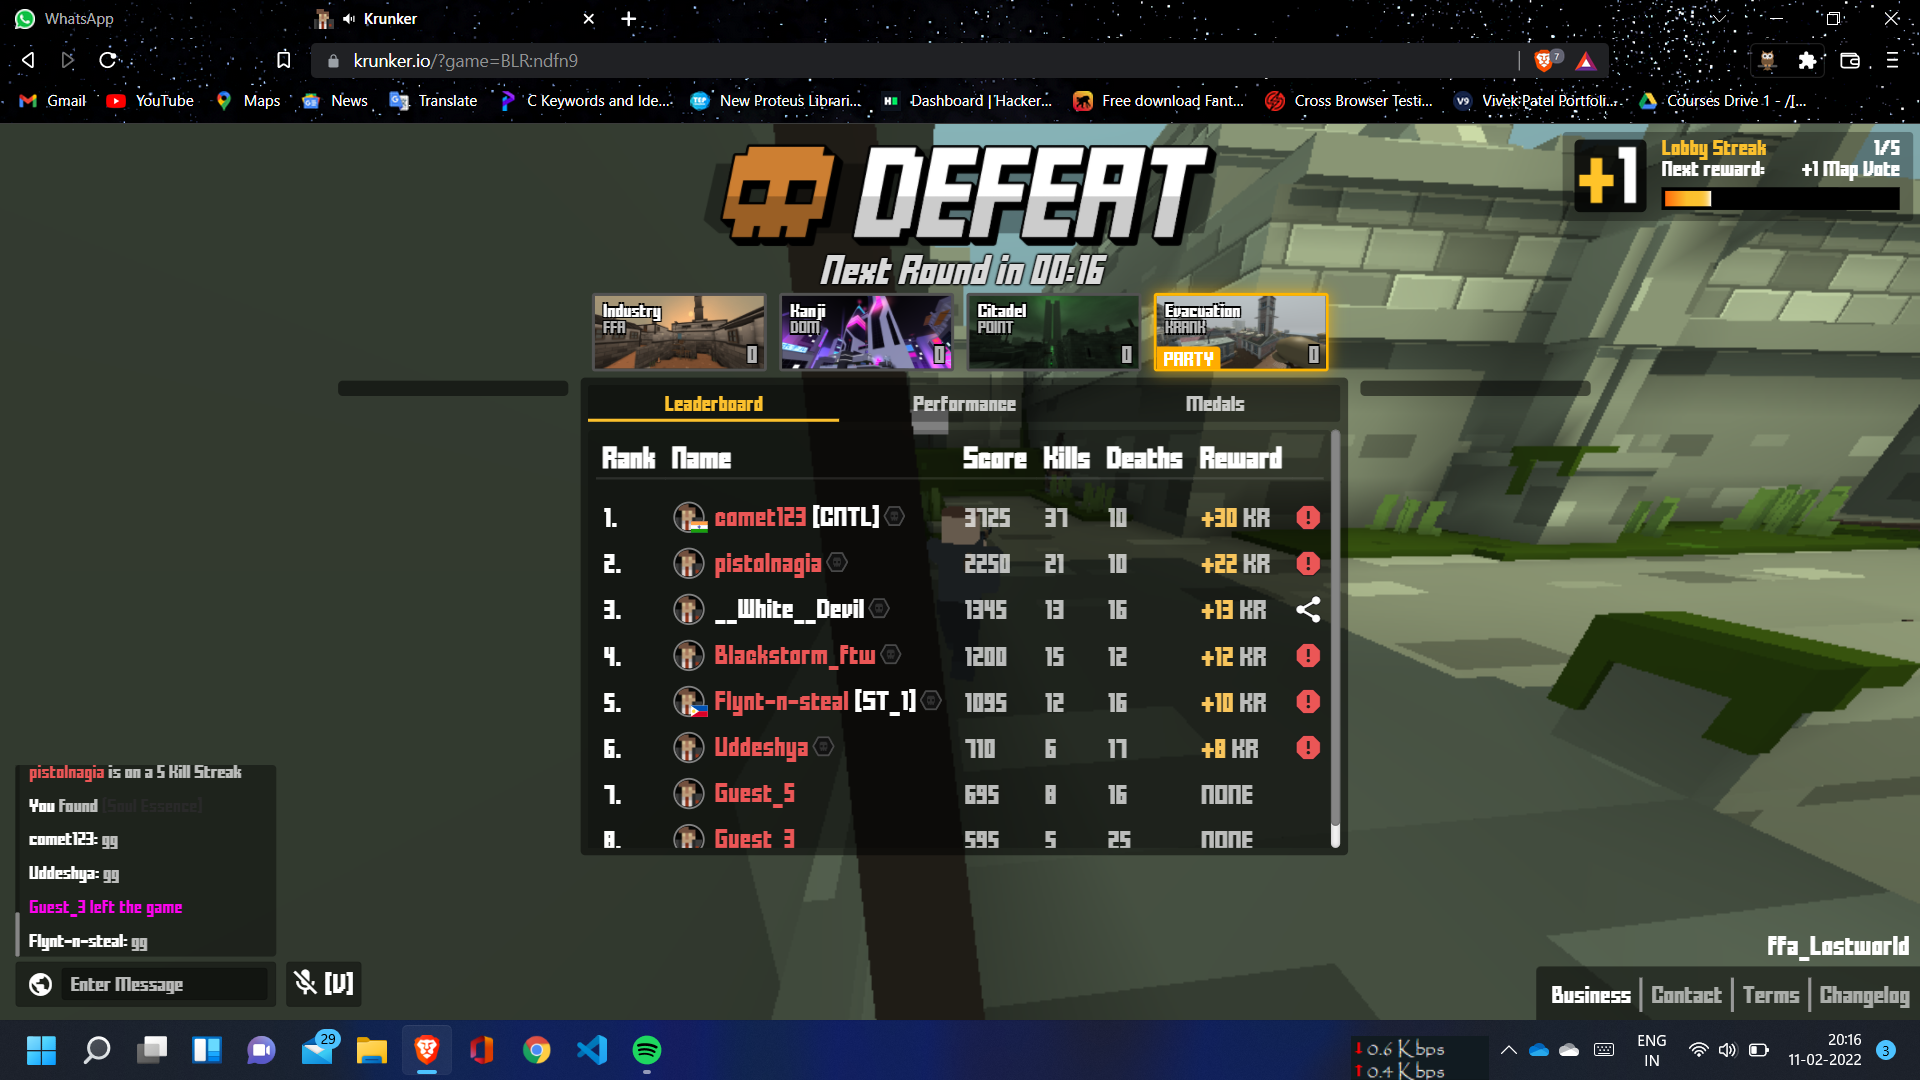 WhatsApp
Krunker
krunker.io/?game=BLR:ndfn9
7
Gmail
YouTube
Maps
News
Translate
C Keywords and Ide...
New Proteus Librari...
Dashboard | Hacker...
Free download Fant...
Cross Browser Testi...
Vivek Patel Portfoli...
Courses Drive 1 - /[...
DEFEAT
Next Round in 00:16
+1
Lobby Streak 1/5
Next reward: +1 Map Vote
Industry
FFA
0
Kanji
DOM
0
Citadel
POINT
0
Evacuation
KRANK
PARTY
0
Leaderboard
Performance
Medals
Rank Name Score Kills Deaths Reward
1. comet123 [CNTL] 3725 37 10 +30 KR
2. pistolnagia 2250 21 10 +22 KR
3. __White__Devil 1345 13 16 +13 KR
4. Blackstorm_ftw 1200 15 12 +12 KR
5. Flynt-n-steal [ST_1] 1095 12 16 +10 KR
6. Uddeshya 710 6 17 +8 KR
7. Guest_5 695 8 16 NONE
8. Guest_3 595 5 25 NONE
pistolnagia is on a 5 Kill Streak
You Found [Soul Essence]
comet123: gg
Uddeshya: gg
Guest_3 left the game
Flynt-n-steal: gg
Enter Message
[V]
ffa_Lostworld
Business
Contact
Terms
Changelog
29
0.6 Kbps
0.4 Kbps
ENG
IN
20:16
11-02-2022
3